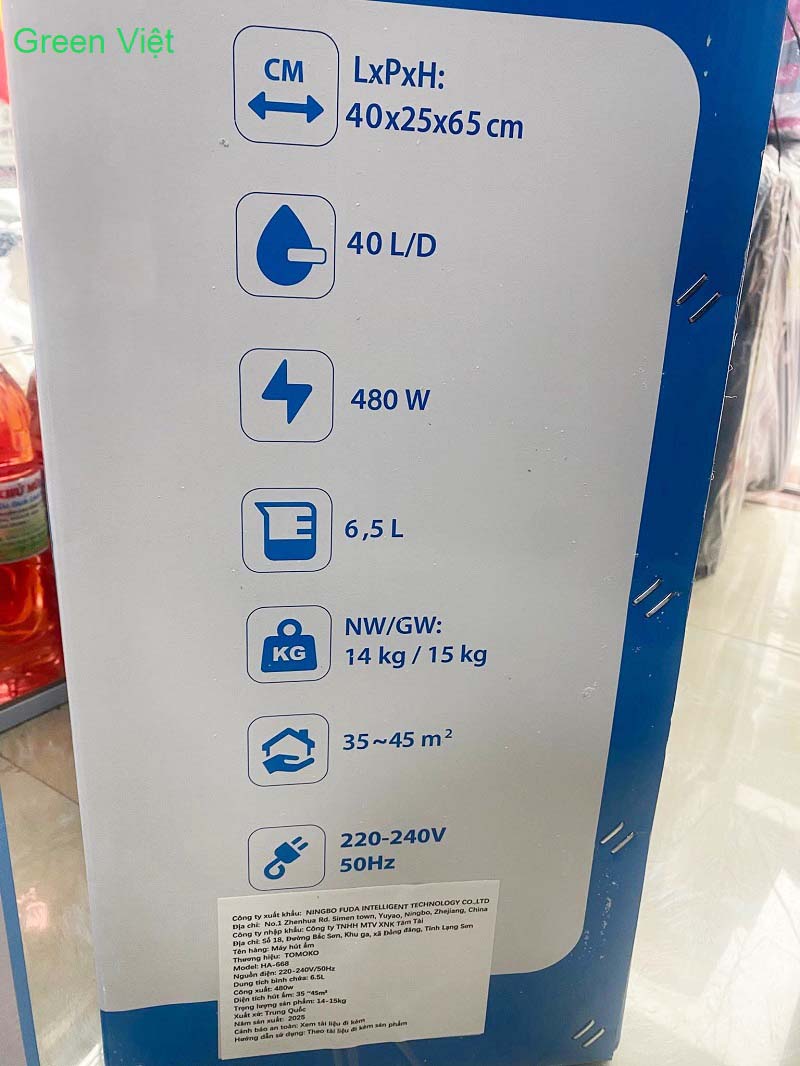 Green Việt
CM
LxPxH:
40x25x65 cm
40 L/D
480 W
6,5 L
KG
NW/GW:
14 kg / 15 kg
35~45 m²
220-240V
50Hz
Công ty xuất khẩu: NINGBO FUDA INTELLIGENT TECHNOLOGY CO.,LTD
Địa chỉ: No.1 Zhenhua Rd. Simen town, Yuyao, Ningbo, Zhejiang, China
Công ty nhập khẩu: Công ty TNHH MTV XNK Tâm Tài
Địa chỉ: Số 18, Đường Bắc Sơn, Khu ga, xã Đồng đăng, Tỉnh Lạng Sơn
Tên hàng: Máy hút ẩm
Thương hiệu: TOMOKO
Model: HA-668
Nguồn điện: 220-240V/50Hz
Dung tích bình chứa: 6.5L
Công xuất: 480w
Diện tích hút ẩm: 35 ~45m²
Trọng lượng sản phẩm: 14-15kg
Xuất xứ: Trung Quốc
Năm sản xuất: 2025
Cảnh báo an toàn: Xem tài liệu đi kèm
Hướng dẫn sử dụng: Theo tài liệu đi kèm sản phẩm